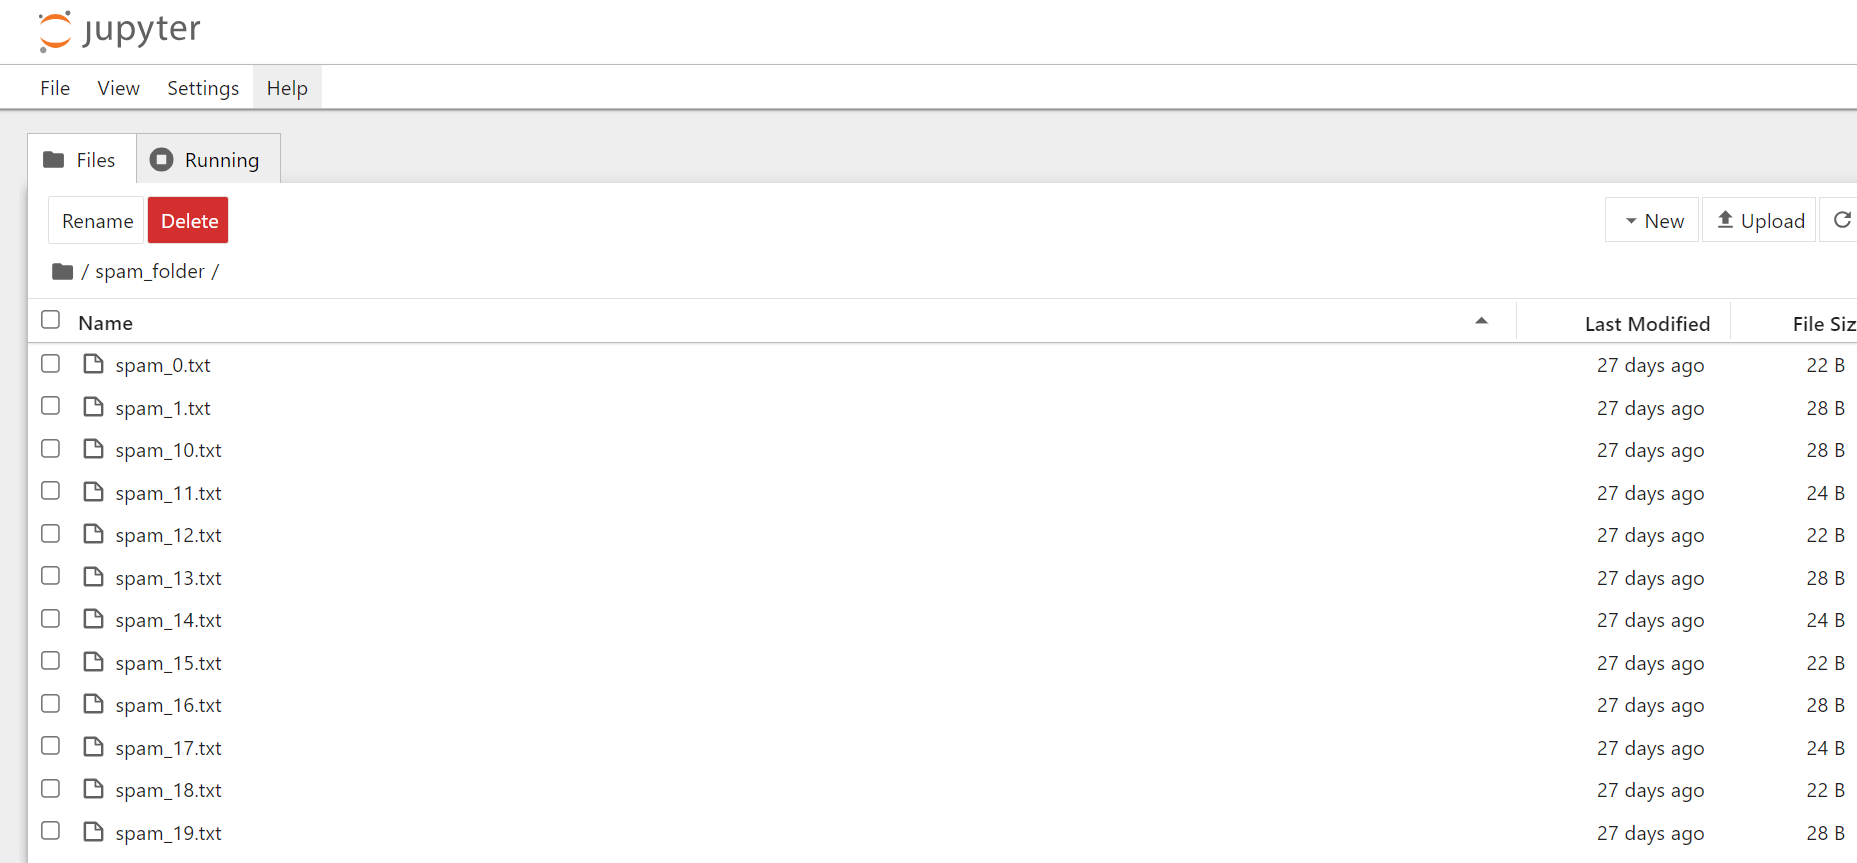 jupyter
File View Settings Help
Files Running
Rename Delete New Upload
/ spam_folder /
Name Last Modified File Siz
spam_0.txt 27 days ago 22 B
spam_1.txt 27 days ago 28 B
spam_10.txt 27 days ago 28 B
spam_11.txt 27 days ago 24 B
spam_12.txt 27 days ago 22 B
spam_13.txt 27 days ago 28 B
spam_14.txt 27 days ago 24 B
spam_15.txt 27 days ago 22 B
spam_16.txt 27 days ago 28 B
spam_17.txt 27 days ago 24 B
spam_18.txt 27 days ago 22 B
spam_19.txt 27 days ago 28 B